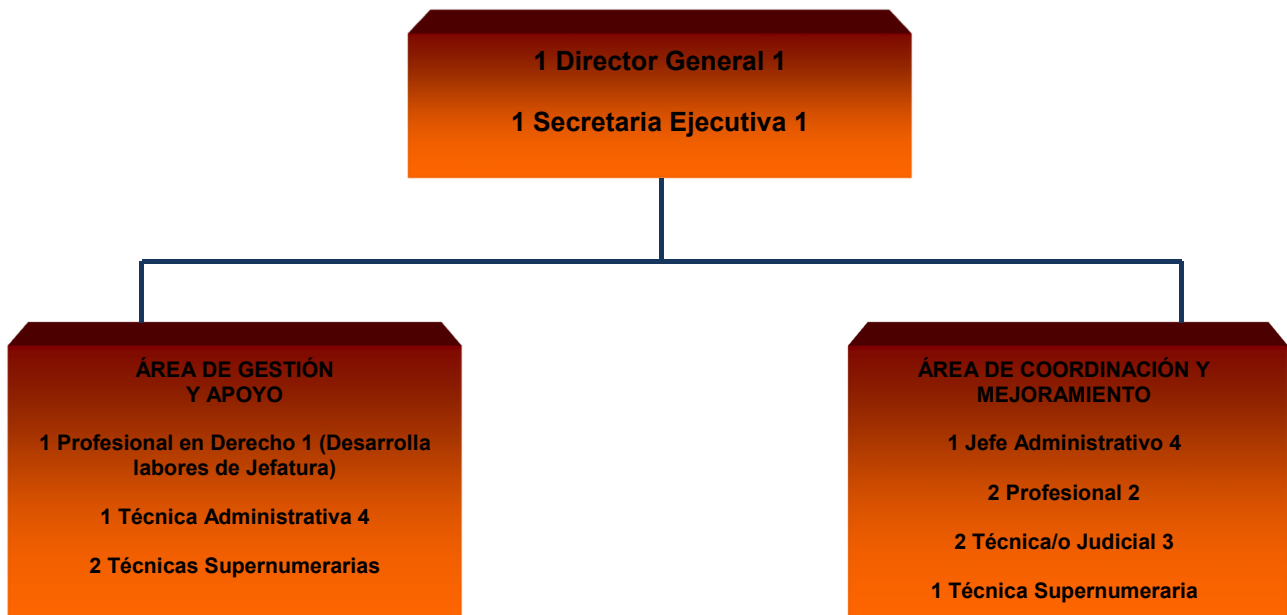 1 Director General 1
1 Secretaria Ejecutiva 1
ÁREA DE GESTIÓN
Y APOYO
1 Profesional en Derecho 1 (Desarrolla
labores de Jefatura)
1 Técnica Administrativa 4
2 Técnicas Supernumerarias
ÁREA DE COORDINACIÓN Y
MEJORAMIENTO
1 Jefe Administrativo 4
2 Profesional 2
2 Técnica/o Judicial 3
1 Técnica Supernumeraria